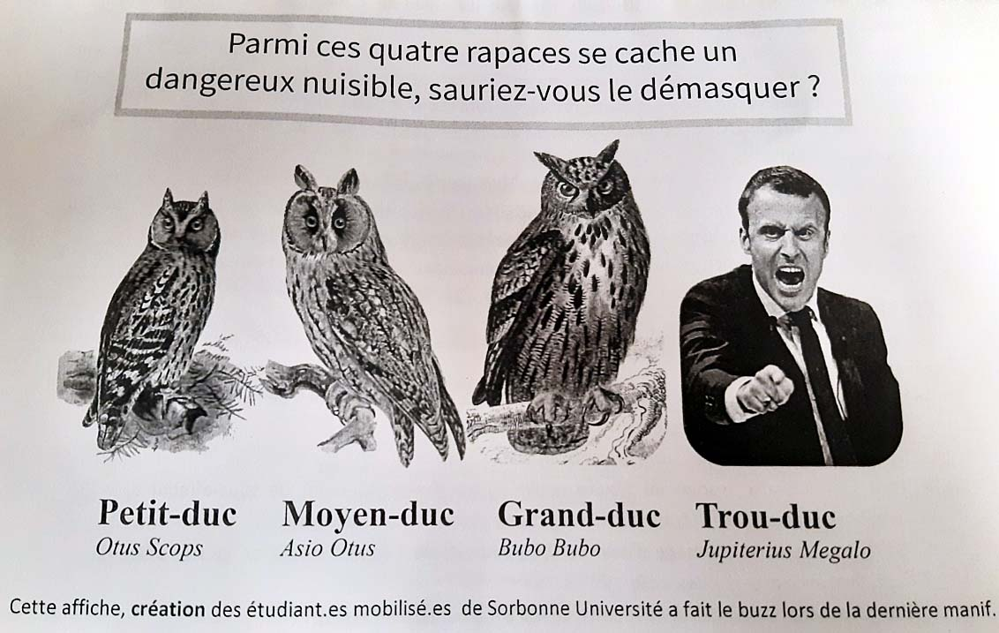 Parmi ces quatre rapaces se cache un
dangereux nuisible, sauriez-vous le démasquer ?
Petit-duc Moyen-duc Grand-duc Trou-duc
Otus Scops Asio Otus Bubo Bubo Jupiterius Megalo
Cette affiche, création des étudiant.es mobilisé.es de Sorbonne Université a fait le buzz lors de la dernière manif.